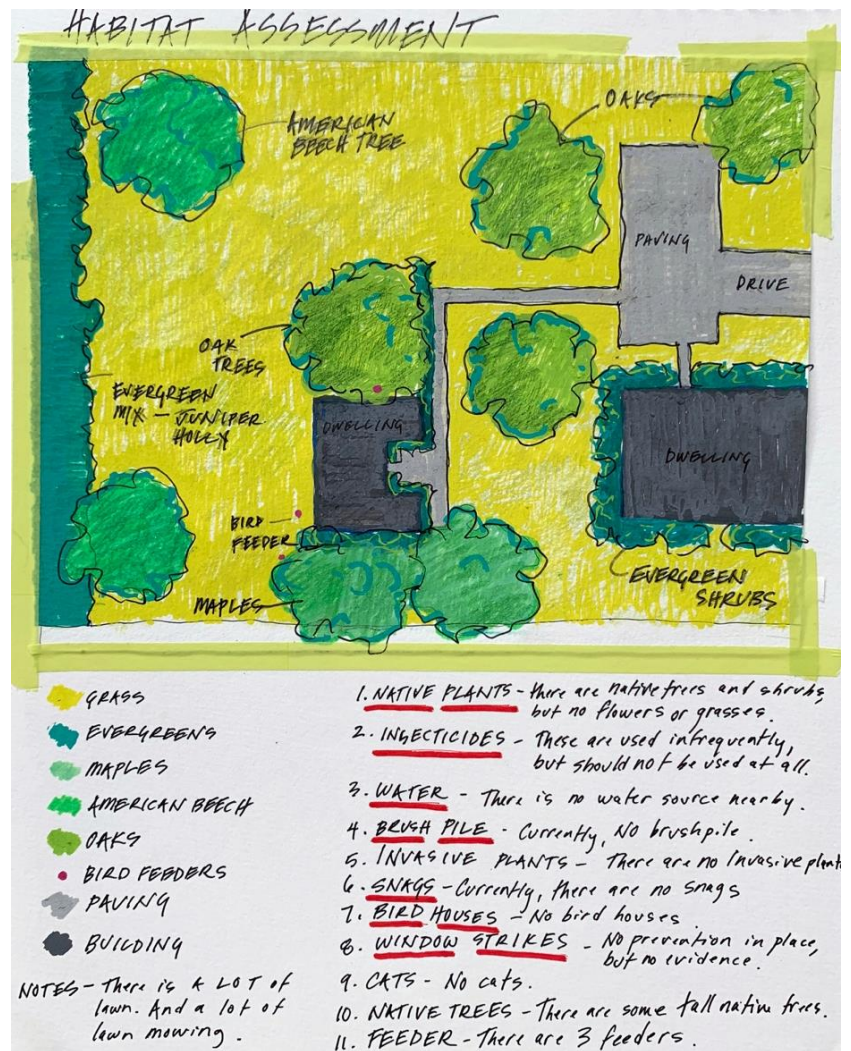 HABITAT ASSESSMENT
AMERICAN
BEECH TREE
OAKS
PAVING
DRIVE
OAK
TREES
EVERGREEN
MIX - JUNIPER
HOLLY
DWELLING
DWELLING
BIRD
FEEDER
MAPLES
EVERGREEN
SHRUBS
GRASS
EVERGREENS
MAPLES
AMERICAN BEECH
OAKS
BIRD FEEDERS
PAVING
BUILDING
NOTES - There is A LOT of
lawn. And a lot of
lawn mowing.
1. NATIVE PLANTS - there are native trees and shrubs,
but no flowers or grasses.
2. INSECTICIDES - These are used infrequently,
but should not be used at all.
3. WATER - There is no water source nearby.
4. BRUSH PILE - Currently, No brushpile.
5. INVASIVE PLANTS - There are no Invasive plants
6. SNAGS - Currently, there are no snags
7. BIRD HOUSES - No bird houses
8. WINDOW STRIKES - No prevention in place,
but no evidence.
9. CATS - No cats.
10. NATIVE TREES - There are some tall native trees.
11. FEEDER - There are 3 feeders.